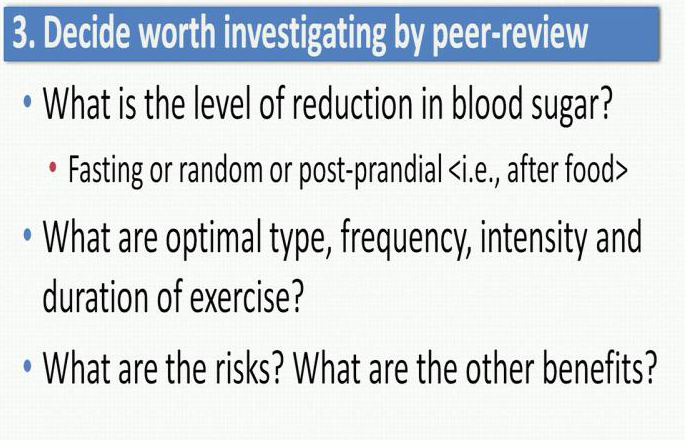 3. Decide worth investigating by peer-review
• What is the level of reduction in blood sugar?
• Fasting or random or post-prandial <i.e., after food>
• What are optimal type, frequency, intensity and
duration of exercise?
• What are the risks? What are the other benefits?